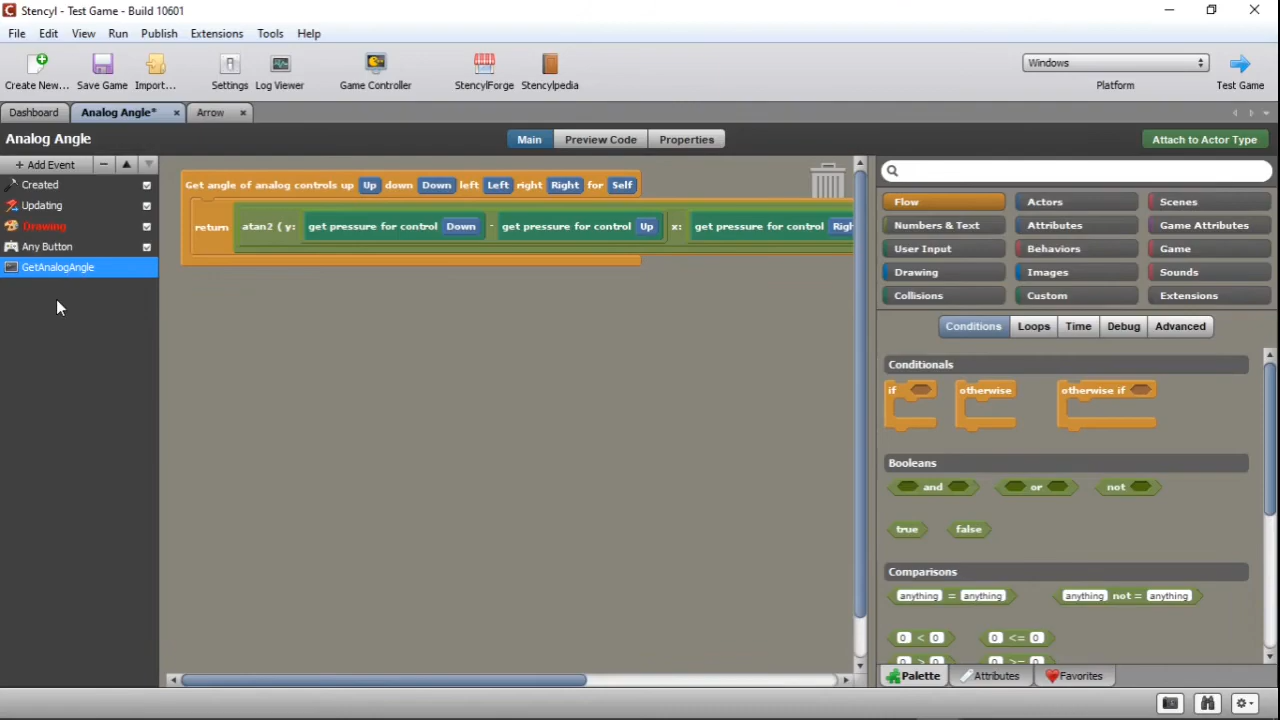 Stencyl - Test Game - Build 10601
File Edit View Run Publish Extensions Tools Help
Create New... Save Game Import... Settings Log Viewer Game Controller StencylForge Stencylpedia Windows Platform Test Game
Dashboard Analog Angle* Arrow
Analog Angle Main Preview Code Properties Attach to Actor Type
+ Add Event
Created
Updating
Drawing
Any Button
GetAnalogAngle
Get angle of analog controls up Up down Down left Left right Right for Self
return atan2 ( y: get pressure for control Down - get pressure for control Up x: get pressure for control Righ
Flow Actors Scenes
Numbers & Text Attributes Game Attributes
User Input Behaviors Game
Drawing Images Sounds
Collisions Custom Extensions
Conditions Loops Time Debug Advanced
Conditionals
if otherwise otherwise if
Booleans
and or not
true false
Comparisons
anything = anything anything not = anything
0 < 0 0 <= 0
0 > 0 0 >= 0
Palette Attributes Favorites